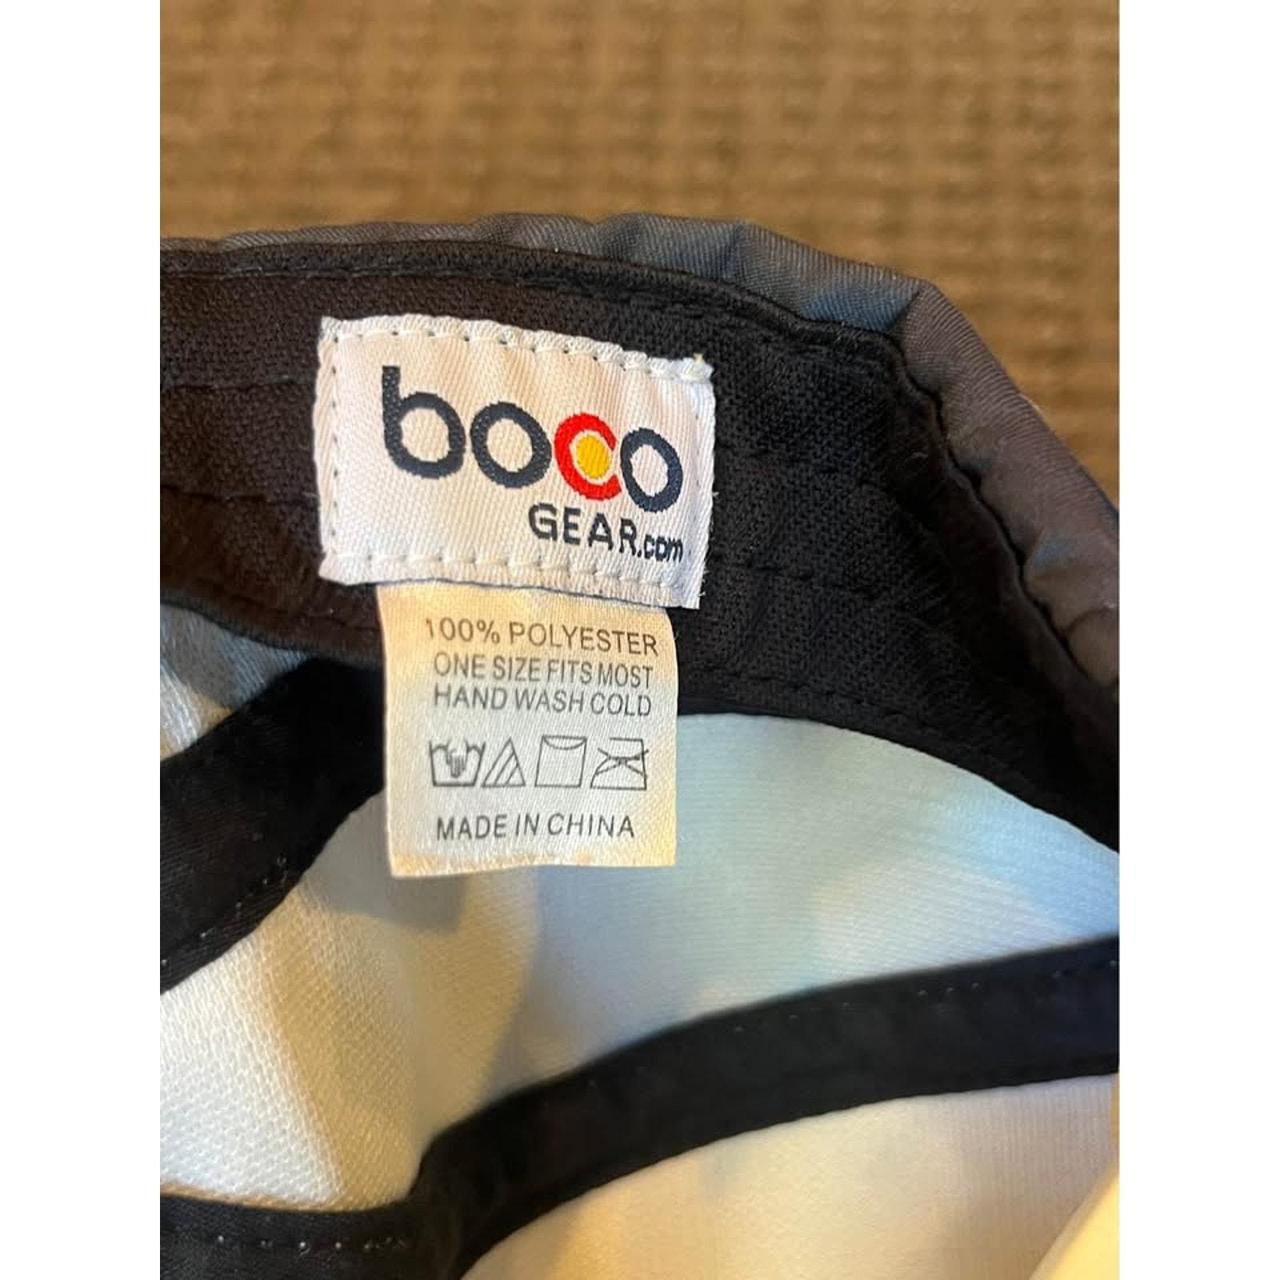 boco
GEAR.com
100% POLYESTER
ONE SIZE FITS MOST
HAND WASH COLD
MADE IN CHINA